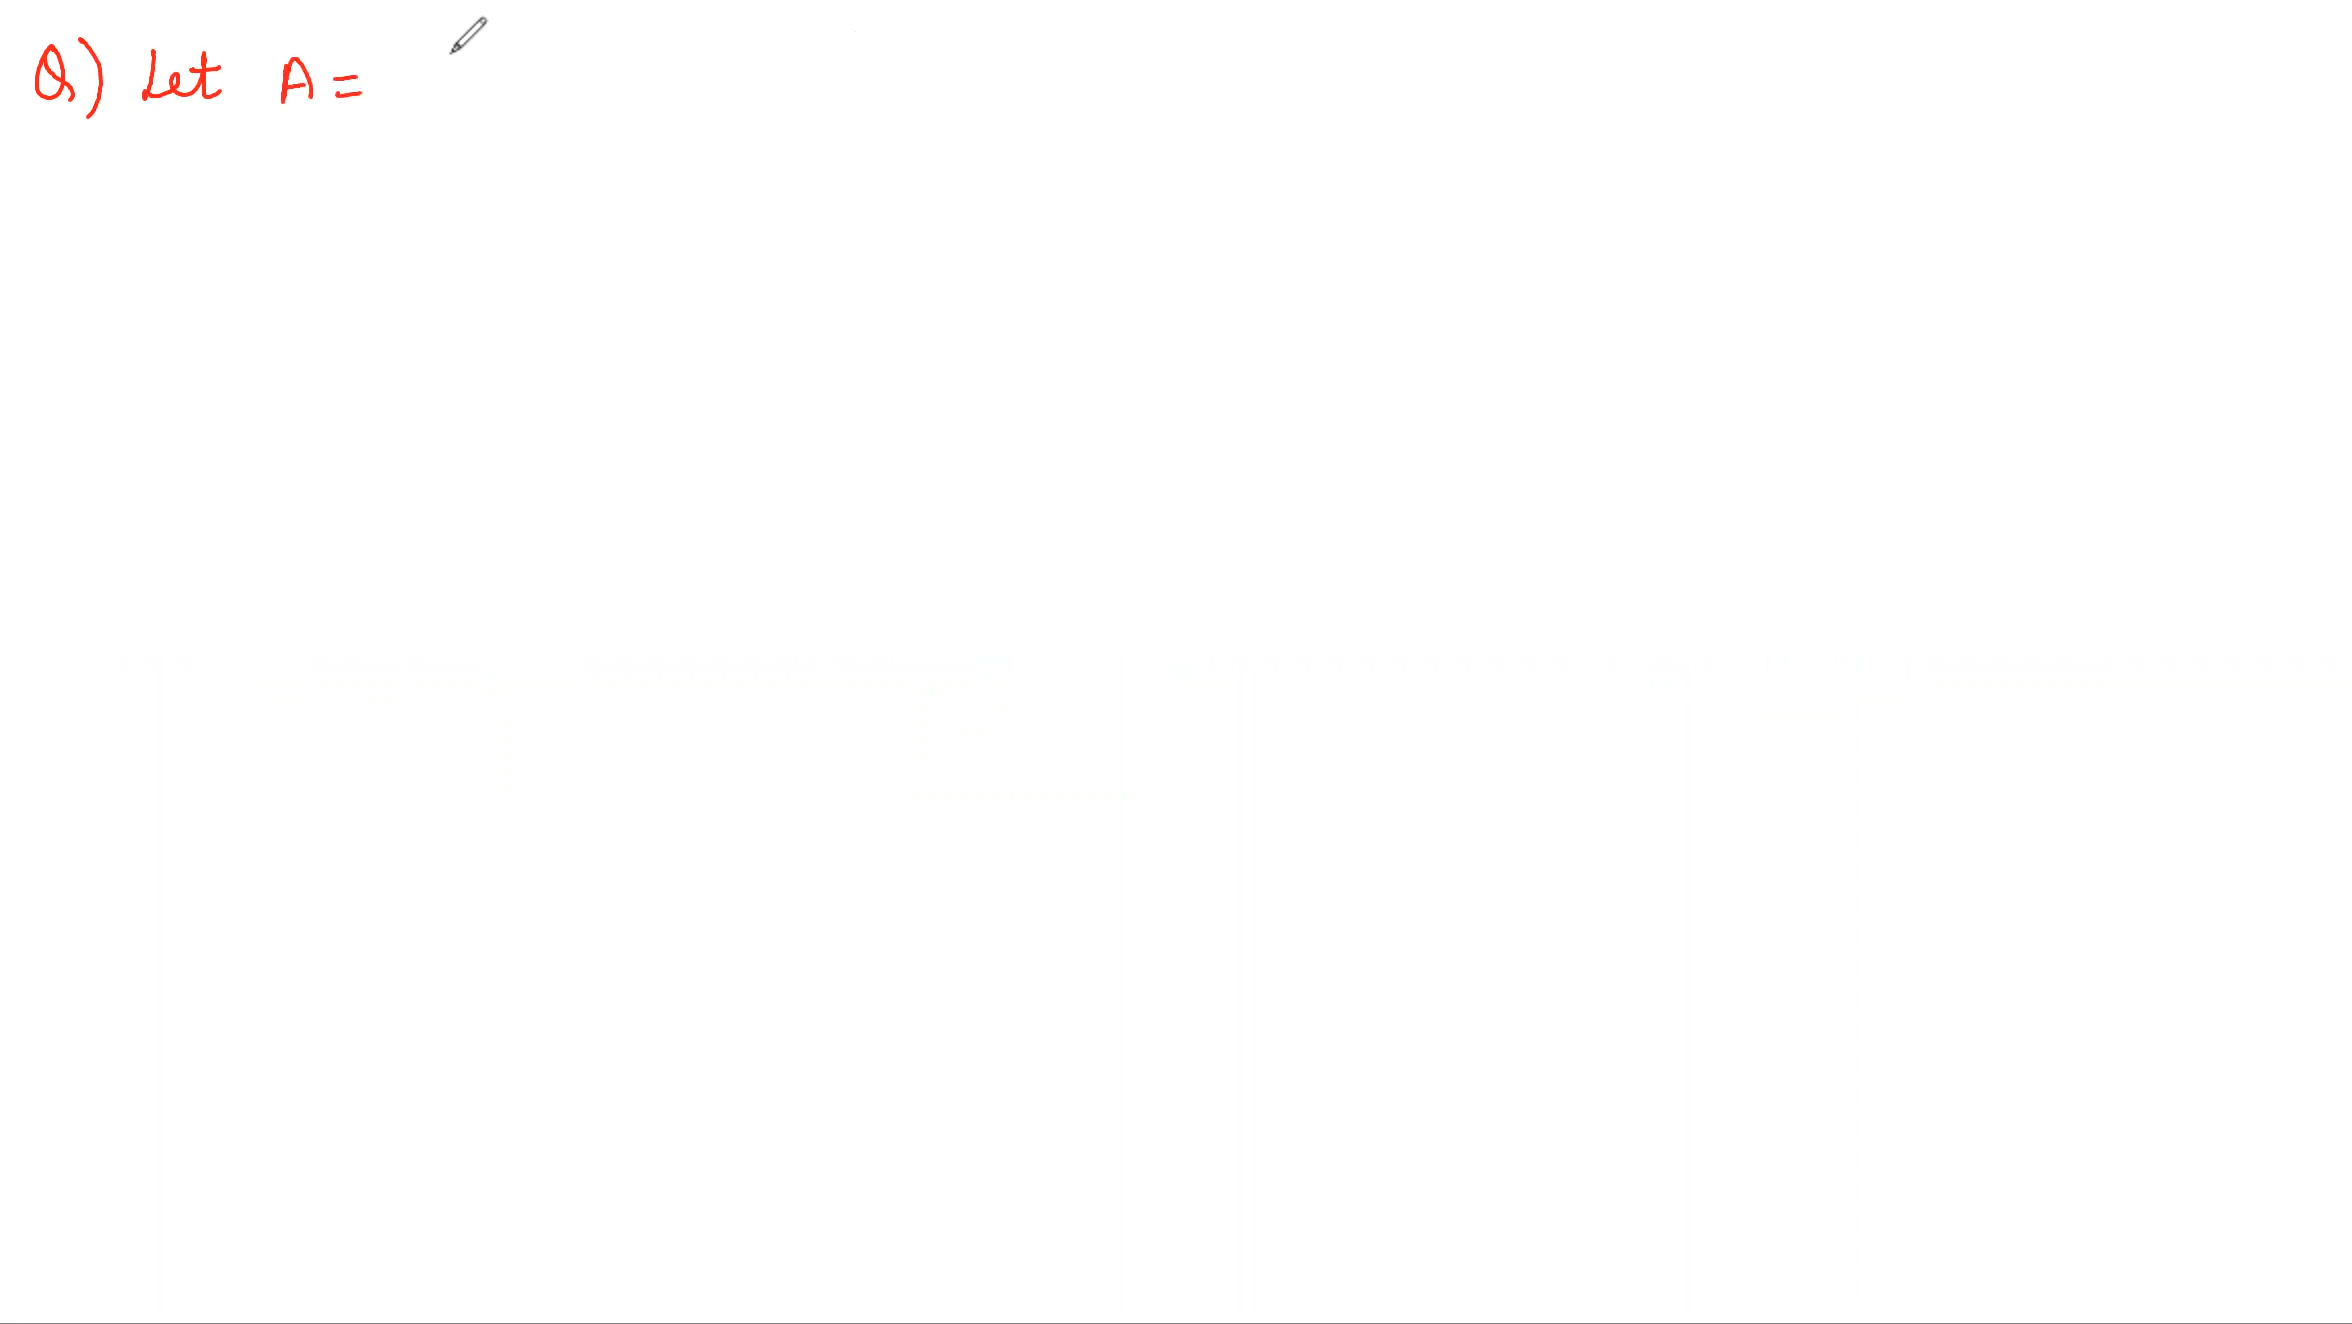 Q) Let A =